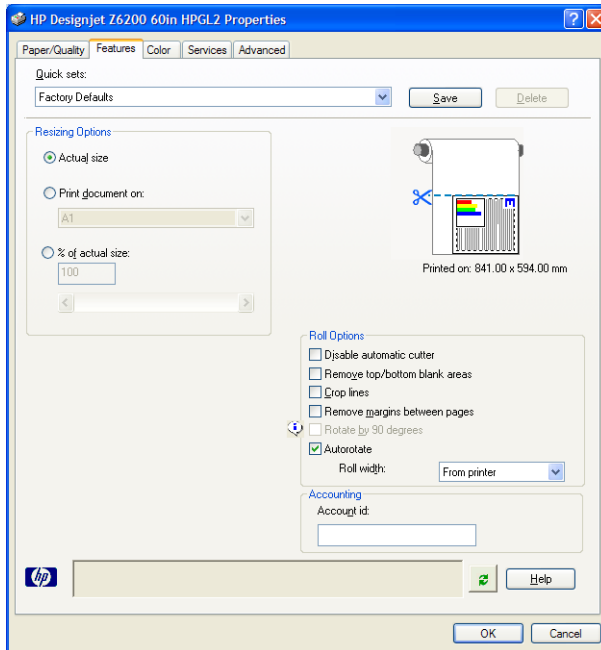 HP Designjet Z6200 60in HPGL2 Properties
Paper/Quality Features Color Services Advanced
Quick sets:
Factory Defaults Save Delete
Resizing Options
Actual size
Print document on:
A1
% of actual size:
100
Printed on: 841.00 x 594.00 mm
Roll Options
Disable automatic cutter
Remove top/bottom blank areas
Crop lines
Remove margins between pages
Rotate by 90 degrees
Autorotate
Roll width: From printer
Accounting
Account id:
hp Help
OK Cancel